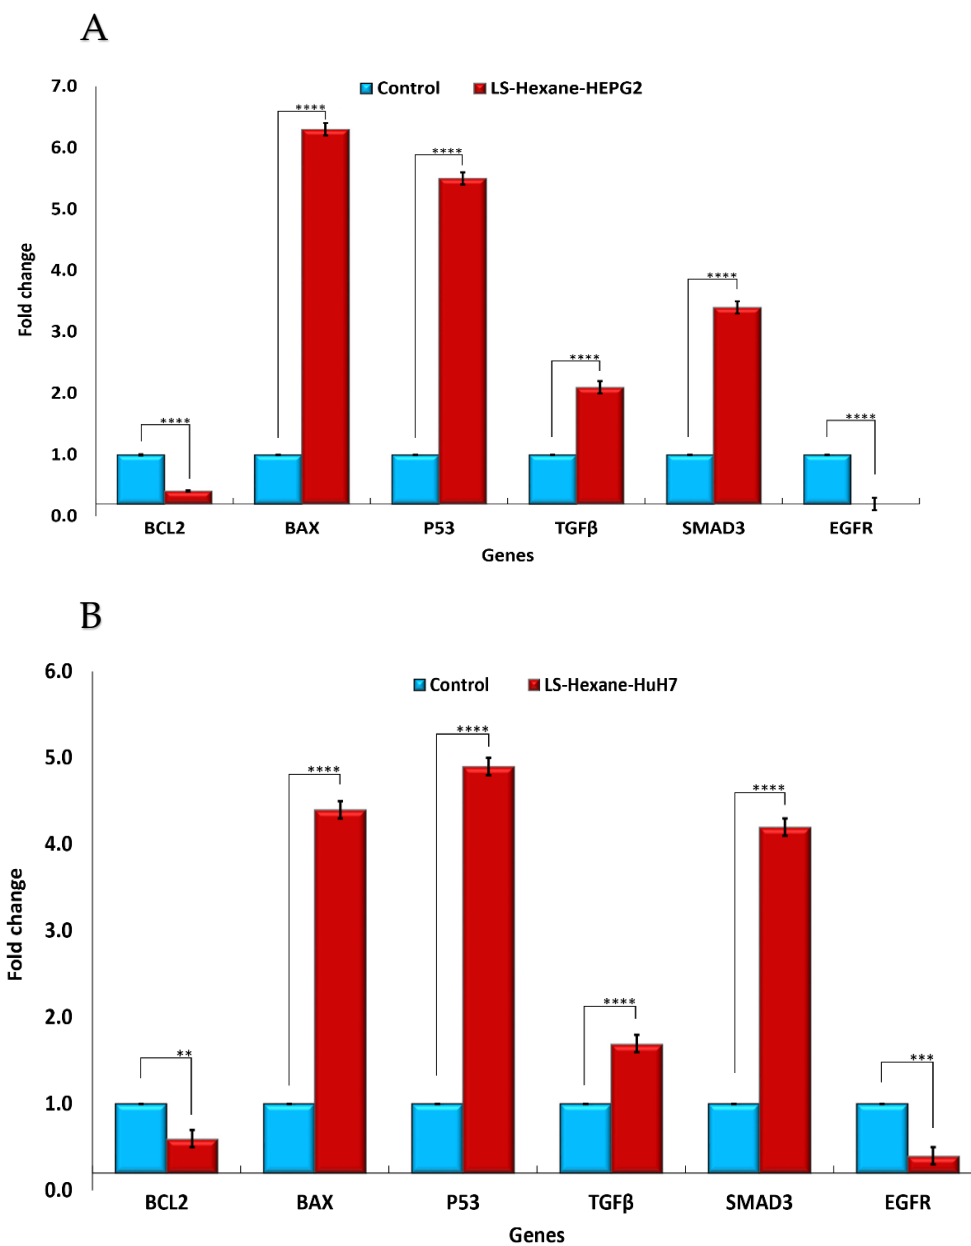 A
Control LS-Hexane-HEPG2
7.0
6.0
5.0
4.0
3.0
2.0
1.0
0.0
Fold change
****
****
****
****
****
****
BCL2 BAX P53 TGFβ SMAD3 EGFR
Genes
B
Control LS-Hexane-HuH7
6.0
5.0
4.0
3.0
2.0
1.0
0.0
Fold change
**
****
****
****
****
***
BCL2 BAX P53 TGFβ SMAD3 EGFR
Genes